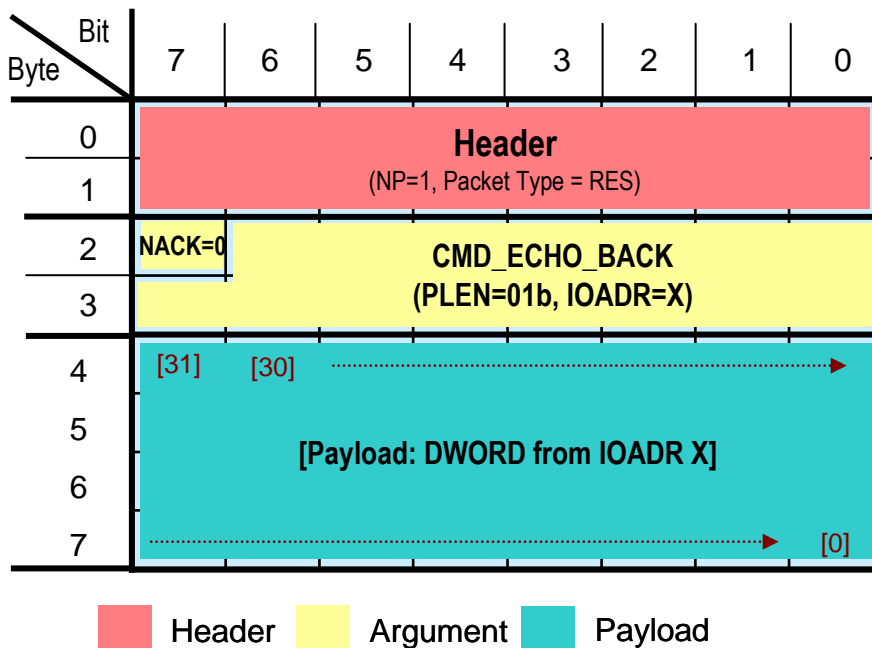 Bit
Byte
7 6 5 4 3 2 1 0
0
Header
1
(NP=1, Packet Type = RES)
2
NACK=0
CMD_ECHO_BACK
3
(PLEN=01b, IOADR=X)
4
[31] [30]
5
[Payload: DWORD from IOADR X]
6
7
[0]
Header Argument Payload